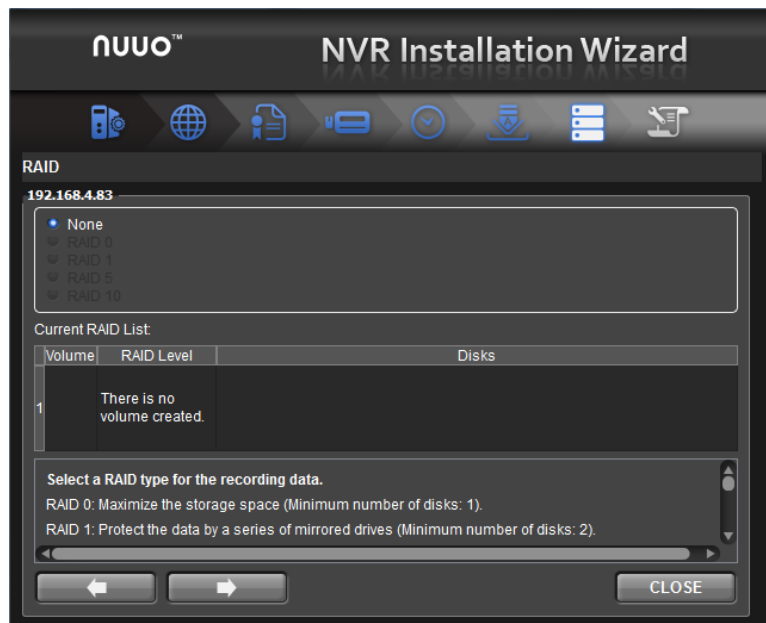 nuuo™
NVR Installation Wizard
RAID
192.168.4.83
None
RAID 0
RAID 1
RAID 5
RAID 10
Current RAID List:
Volume RAID Level Disks
1 There is no
volume created.
Select a RAID type for the recording data.
RAID 0: Maximize the storage space (Minimum number of disks: 1).
RAID 1: Protect the data by a series of mirrored drives (Minimum number of disks: 2).
CLOSE